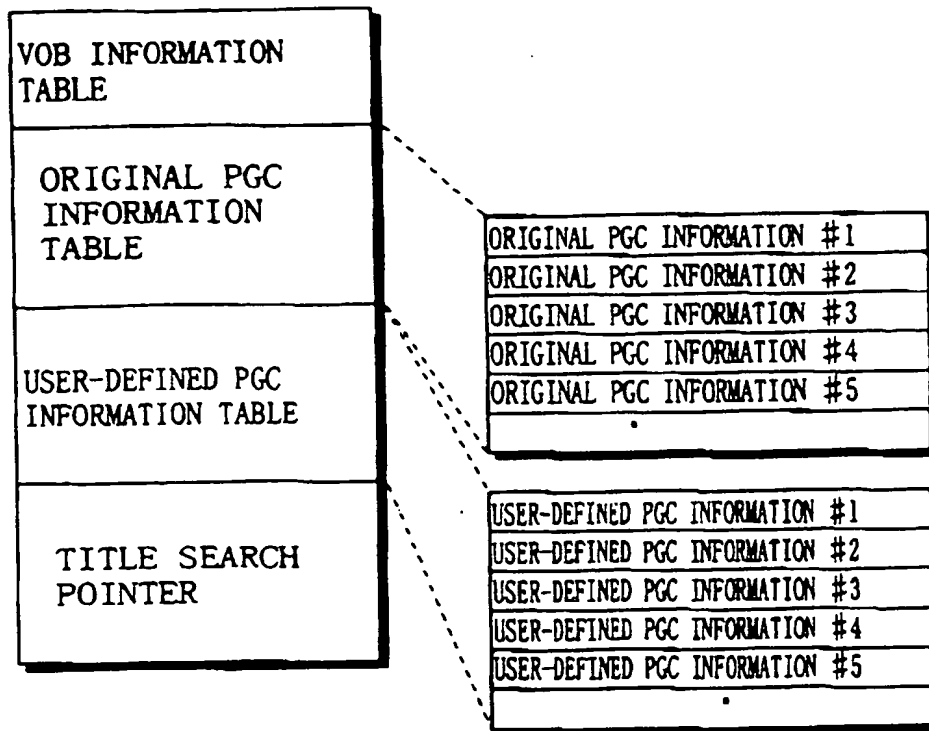 VOB INFORMATION
TABLE
ORIGINAL PGC
INFORMATION
TABLE
USER-DEFINED PGC
INFORMATION TABLE
TITLE SEARCH
POINTER
ORIGINAL PGC INFORMATION #1
ORIGINAL PGC INFORMATION #2
ORIGINAL PGC INFORMATION #3
ORIGINAL PGC INFORMATION #4
ORIGINAL PGC INFORMATION #5
USER-DEFINED PGC INFORMATION #1
USER-DEFINED PGC INFORMATION #2
USER-DEFINED PGC INFORMATION #3
USER-DEFINED PGC INFORMATION #4
USER-DEFINED PGC INFORMATION #5